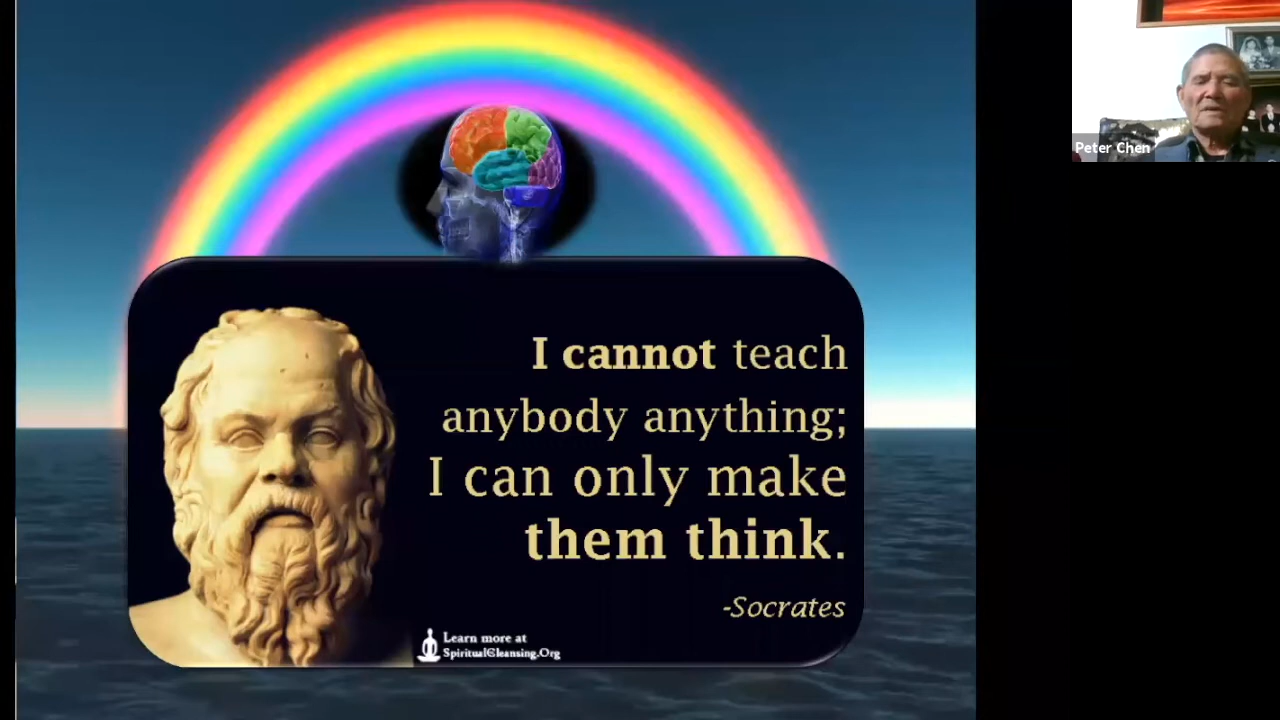 Peter Chen
I cannot teach
anybody anything;
I can only make
them think.
-Socrates
Learn more at
SpiritualCleansing.Org